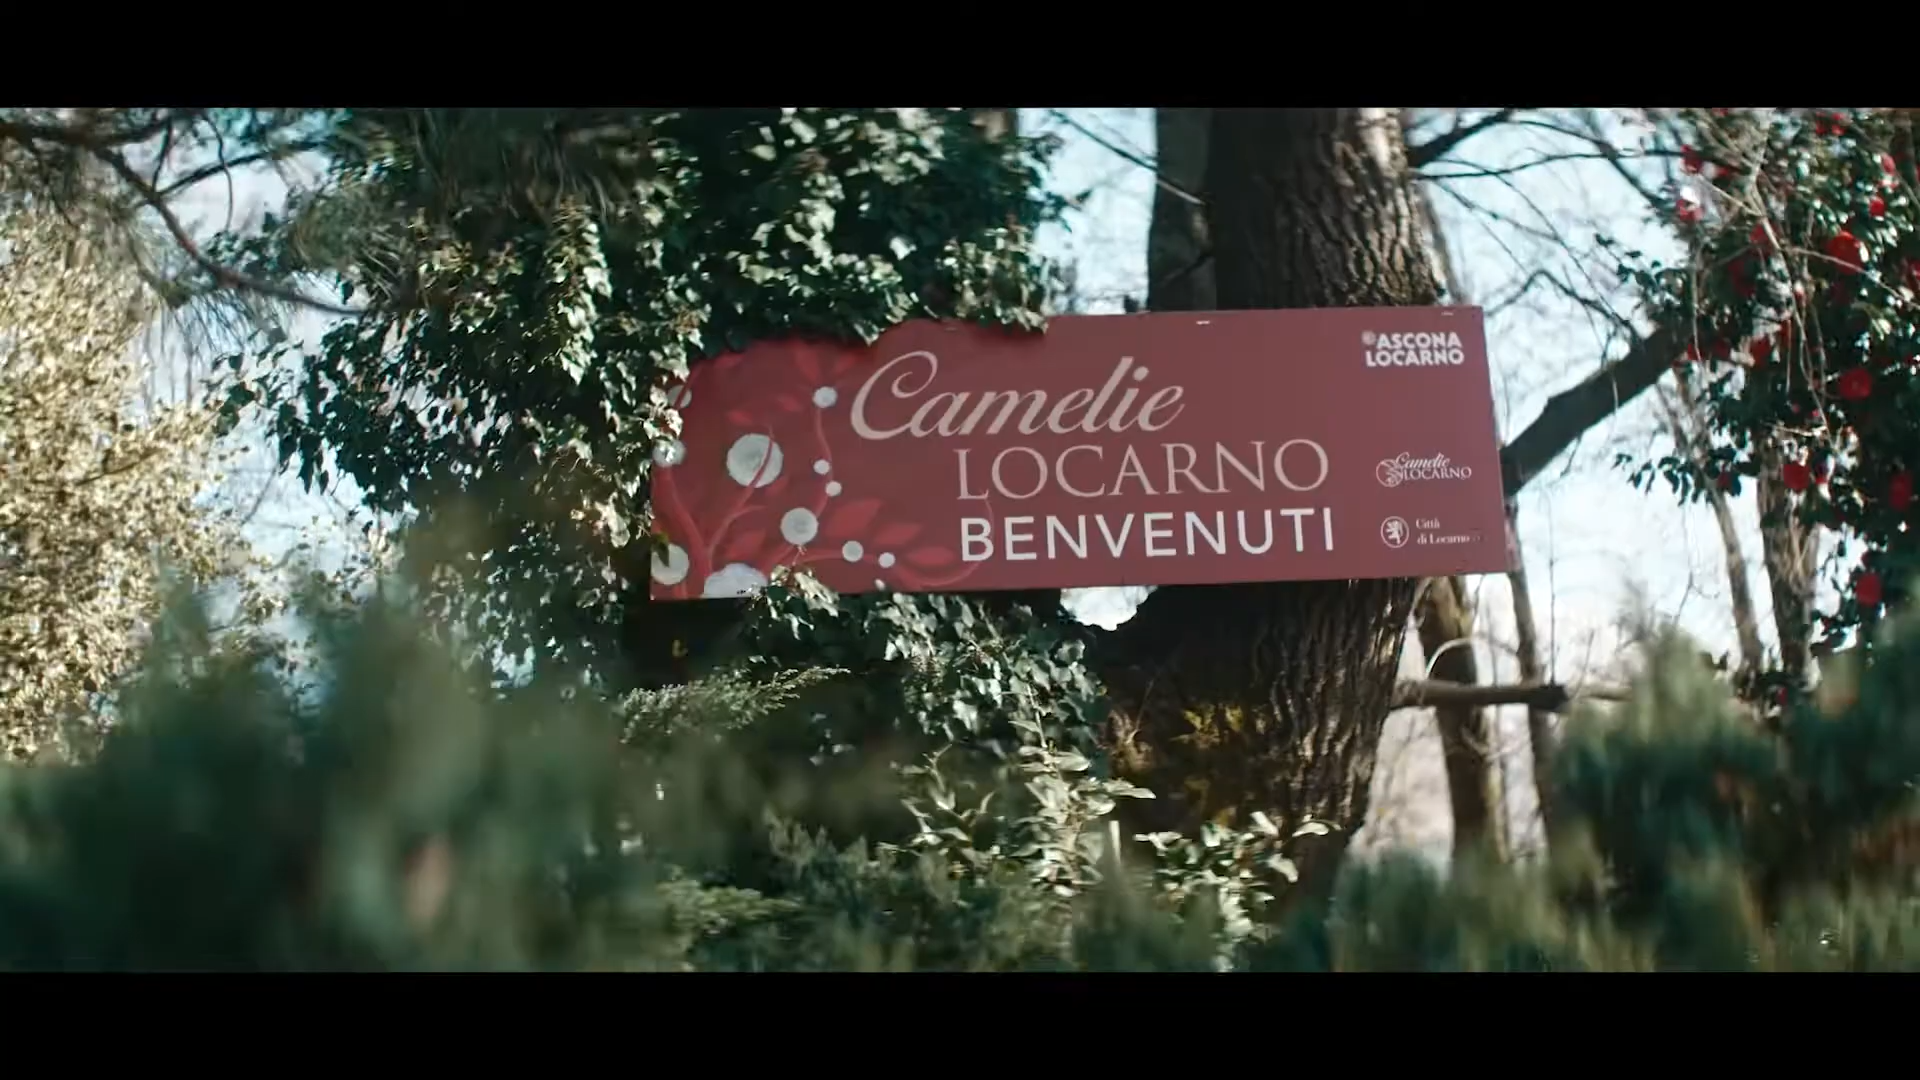 Camelie
LOCARNO
BENVENUTI
ASCONA
LOCARNO
Camelie
LOCARNO
Città
di Locarno